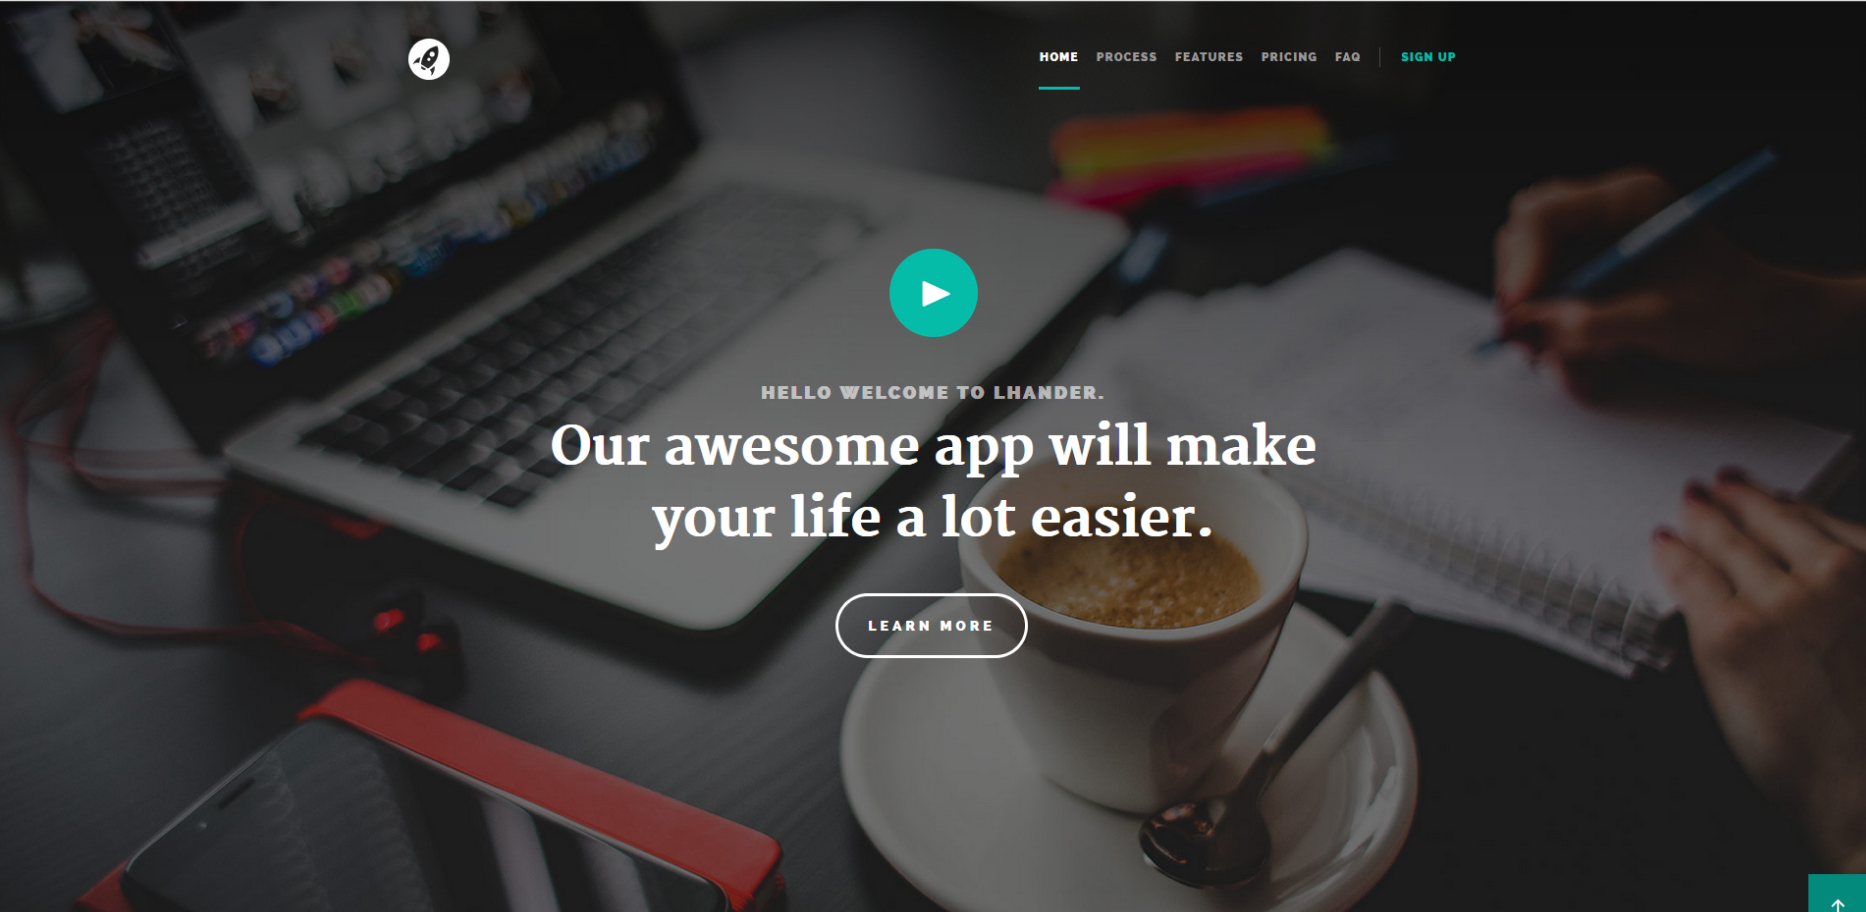 HOME PROCESS FEATURES PRICING FAQ SIGN UP
HELLO WELCOME TO LHANDER.
Our awesome app will make
your life a lot easier.
LEARN MORE